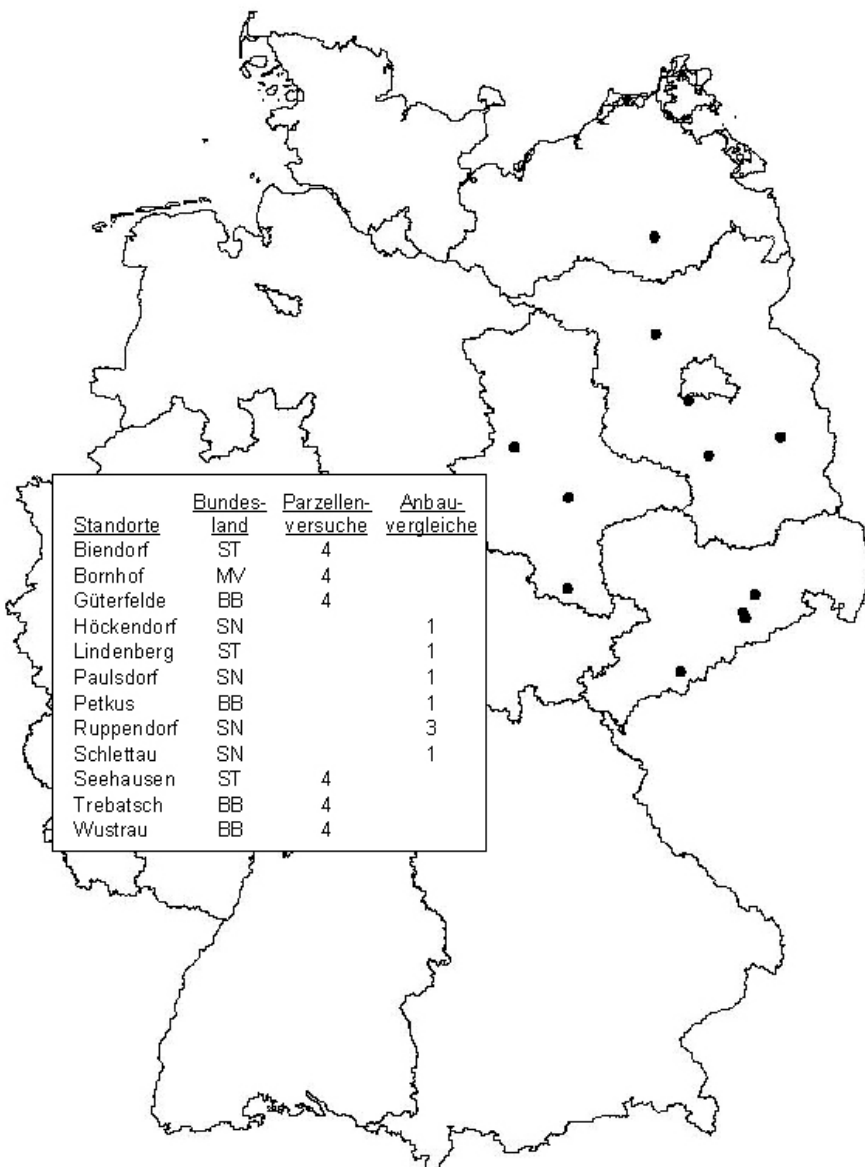 Bundes- Parzellen- Anbau-
Standorte land versuche vergleiche
Biendorf ST 4
Bornhof MV 4
Güterfelde BB 4
Höckendorf SN 1
Lindenberg ST 1
Paulsdorf SN 1
Petkus BB 1
Ruppendorf SN 3
Schlettau SN 1
Seehausen ST 4
Trebatsch BB 4
Wustrau BB 4